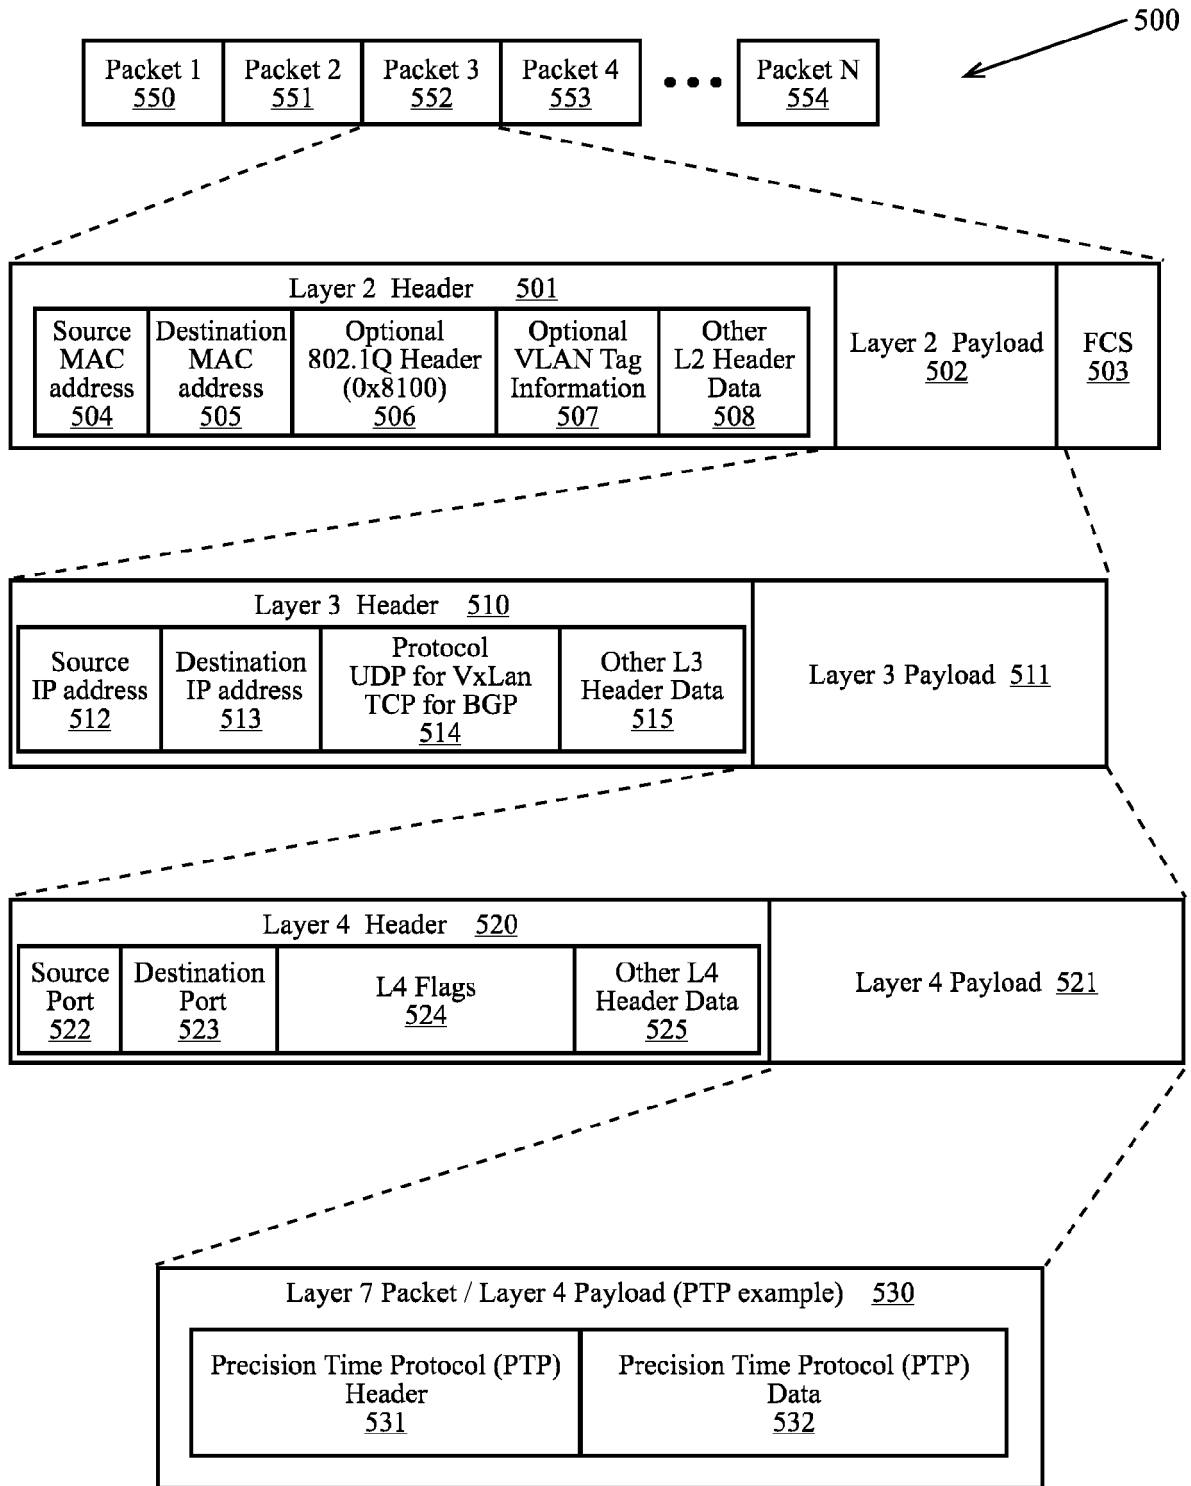 500
Packet 1
550
Packet 2
551
Packet 3
552
Packet 4
553
Packet N
554
Layer 2 Header 501
Source
MAC
address
504
Destination
MAC
address
505
Optional
802.1Q Header
(0x8100)
506
Optional
VLAN Tag
Information
507
Other
L2 Header
Data
508
Layer 2 Payload
502
FCS
503
Layer 3 Header 510
Source
IP address
512
Destination
IP address
513
Protocol
UDP for VxLan
TCP for BGP
514
Other L3
Header Data
515
Layer 3 Payload 511
Layer 4 Header 520
Source
Port
522
Destination
Port
523
L4 Flags
524
Other L4
Header Data
525
Layer 4 Payload 521
Layer 7 Packet / Layer 4 Payload (PTP example) 530
Precision Time Protocol (PTP)
Header
531
Precision Time Protocol (PTP)
Data
532